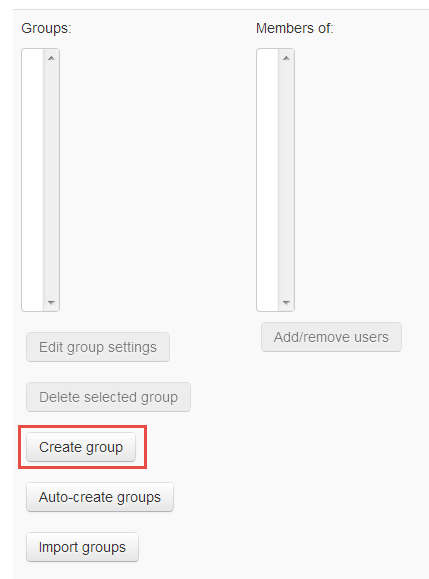 Groups:
Members of:
Edit group settings
Add/remove users
Delete selected group
Create group
Auto-create groups
Import groups